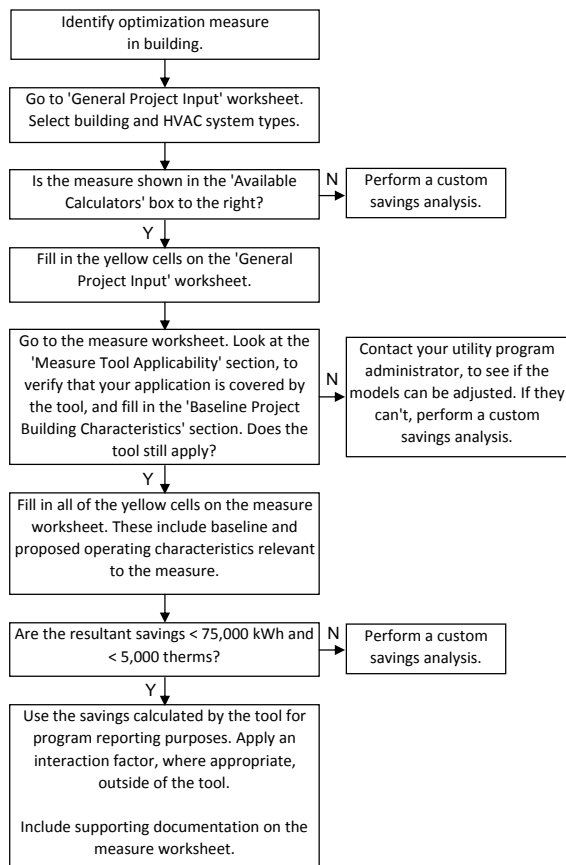 Identify optimization measure
in building.
Go to 'General Project Input' worksheet.
Select building and HVAC system types.
Is the measure shown in the 'Available
Calculators' box to the right?
N
Perform a custom
savings analysis.
Y
Fill in the yellow cells on the 'General
Project Input' worksheet.
Go to the measure worksheet. Look at the
'Measure Tool Applicability' section, to
verify that your application is covered by
the tool, and fill in the 'Baseline Project
Building Characteristics' section. Does the
tool still apply?
N
Contact your utility program
administrator, to see if the
models can be adjusted. If they
can't, perform a custom
savings analysis.
Y
Fill in all of the yellow cells on the measure
worksheet. These include baseline and
proposed operating characteristics relevant
to the measure.
Are the resultant savings < 75,000 kWh and
< 5,000 therms?
N
Perform a custom
savings analysis.
Y
Use the savings calculated by the tool for
program reporting purposes. Apply an
interaction factor, where appropriate,
outside of the tool.
Include supporting documentation on the
measure worksheet.